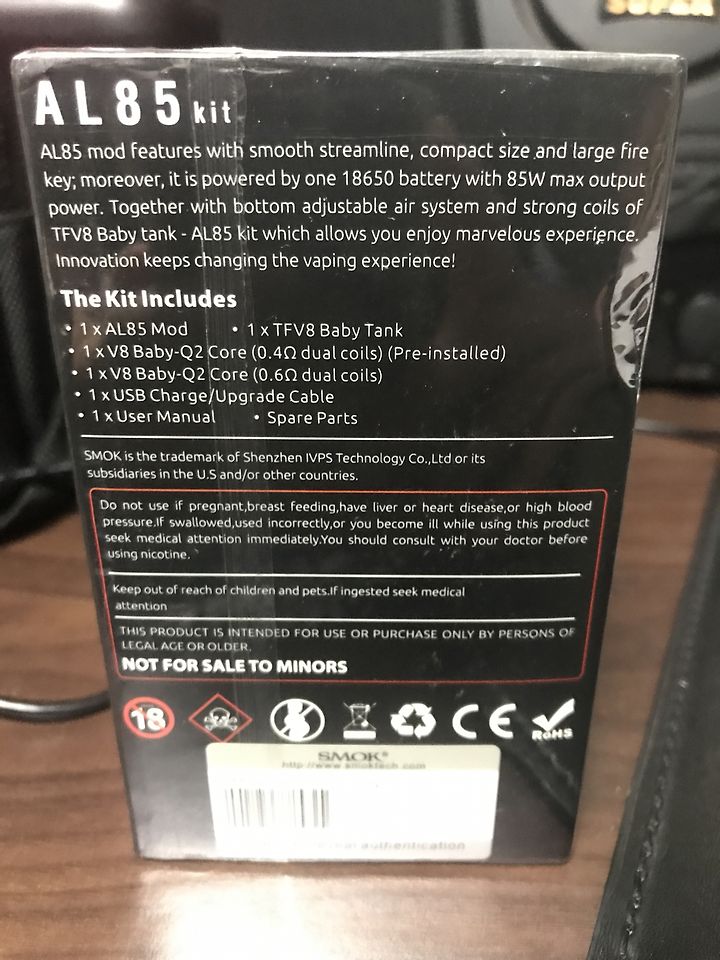 AL85 kit
AL85 mod features with smooth streamline, compact size and large fire
key; moreover, it is powered by one 18650 battery with 85W max output
power. Together with bottom adjustable air system and strong coils of
TFV8 Baby tank - AL85 kit which allows you enjoy marvelous experience.
Innovation keeps changing the vaping experience!
The Kit Includes
• 1 x AL85 Mod • 1 x TFV8 Baby Tank
• 1 x V8 Baby-Q2 Core (0.4Ω dual coils) (Pre-installed)
• 1 x V8 Baby-Q2 Core (0.6Ω dual coils)
• 1 x USB Charge/Upgrade Cable
• 1 x User Manual • Spare Parts
SMOK is the trademark of Shenzhen IVPS Technology Co.,Ltd or its
subsidiaries in the U.S and/or other countries.
Do not use if pregnant,breast feeding,have liver or heart disease,or high blood
pressure.If swallowed,used incorrectly,or you become ill while using this product
seek medical attention immediately.You should consult with your doctor before
using nicotine.
Keep out of reach of children and pets.If ingested seek medical
attention
THIS PRODUCT IS INTENDED FOR USE OR PURCHASE ONLY BY PERSONS OF
LEGAL AGE OR OLDER.
NOT FOR SALE TO MINORS
18 CE RoHS
SMOK®
http://www.smoktech.com
authentication